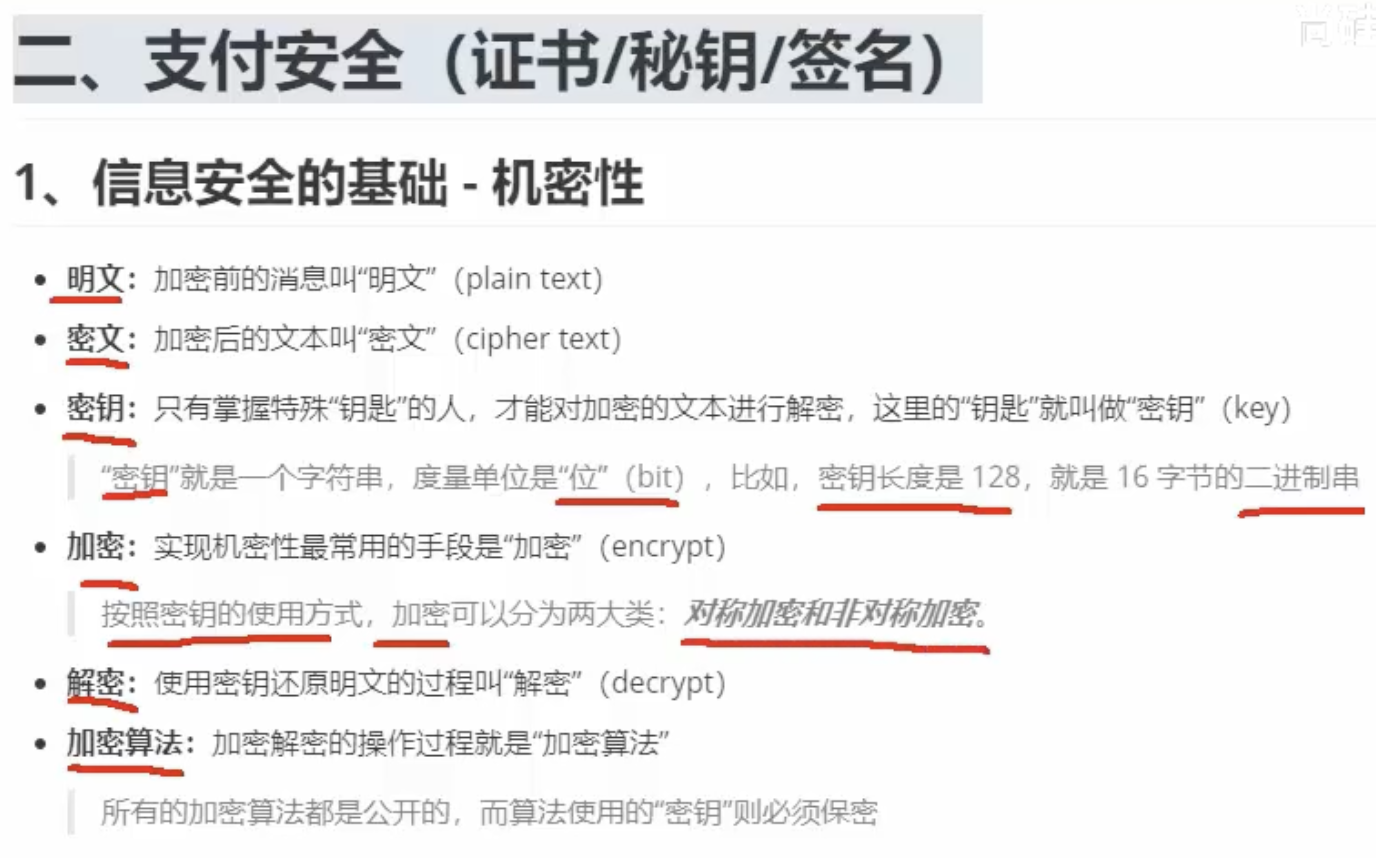 尚硅
二、支付安全（证书/秘钥/签名）
1、信息安全的基础 - 机密性
• 明文：加密前的消息叫“明文”（plain text）
• 密文：加密后的文本叫“密文”（cipher text）
• 密钥：只有掌握特殊“钥匙”的人，才能对加密的文本进行解密，这里的“钥匙”就叫做“密钥”（key）
“密钥”就是一个字符串，度量单位是“位”（bit），比如，密钥长度是 128，就是 16 字节的二进制串
• 加密：实现机密性最常用的手段是“加密”（encrypt）
按照密钥的使用方式，加密可以分为两大类：对称加密和非对称加密。
• 解密：使用密钥还原明文的过程叫“解密”（decrypt）
• 加密算法：加密解密的操作过程就是“加密算法”
所有的加密算法都是公开的，而算法使用的“密钥”则必须保密